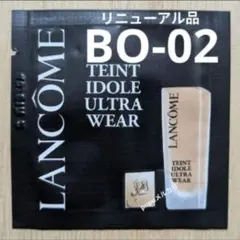 リニューアル品
BO-02
LANCÔME
TEINT
IDOLE
ULTRA
WEAR
LANCÔME
TEINT
IDOLE
ULTRA
WEAR